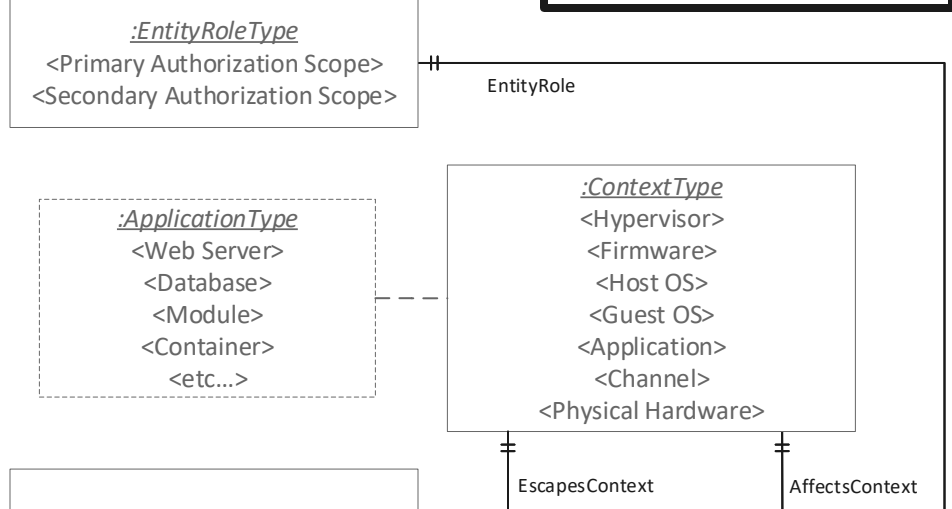 :EntityRoleType
<Primary Authorization Scope>
<Secondary Authorization Scope>
EntityRole
:ApplicationType
<Web Server>
<Database>
<Module>
<Container>
<etc...>
:ContextType
<Hypervisor>
<Firmware>
<Host OS>
<Guest OS>
<Application>
<Channel>
<Physical Hardware>
EscapesContext
AffectsContext